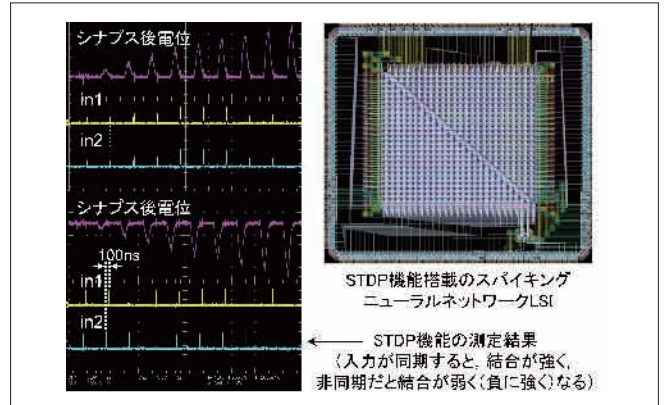 シナプス後電位
in1
in2
シナプス後電位
100ns
in1
in2
STDP機能搭載のスパイキング
ニューラルネットワークLSI
STDP機能の測定結果
(入力が同期すると, 結合が強く,
非同期だと結合が弱く(負に強く)なる)